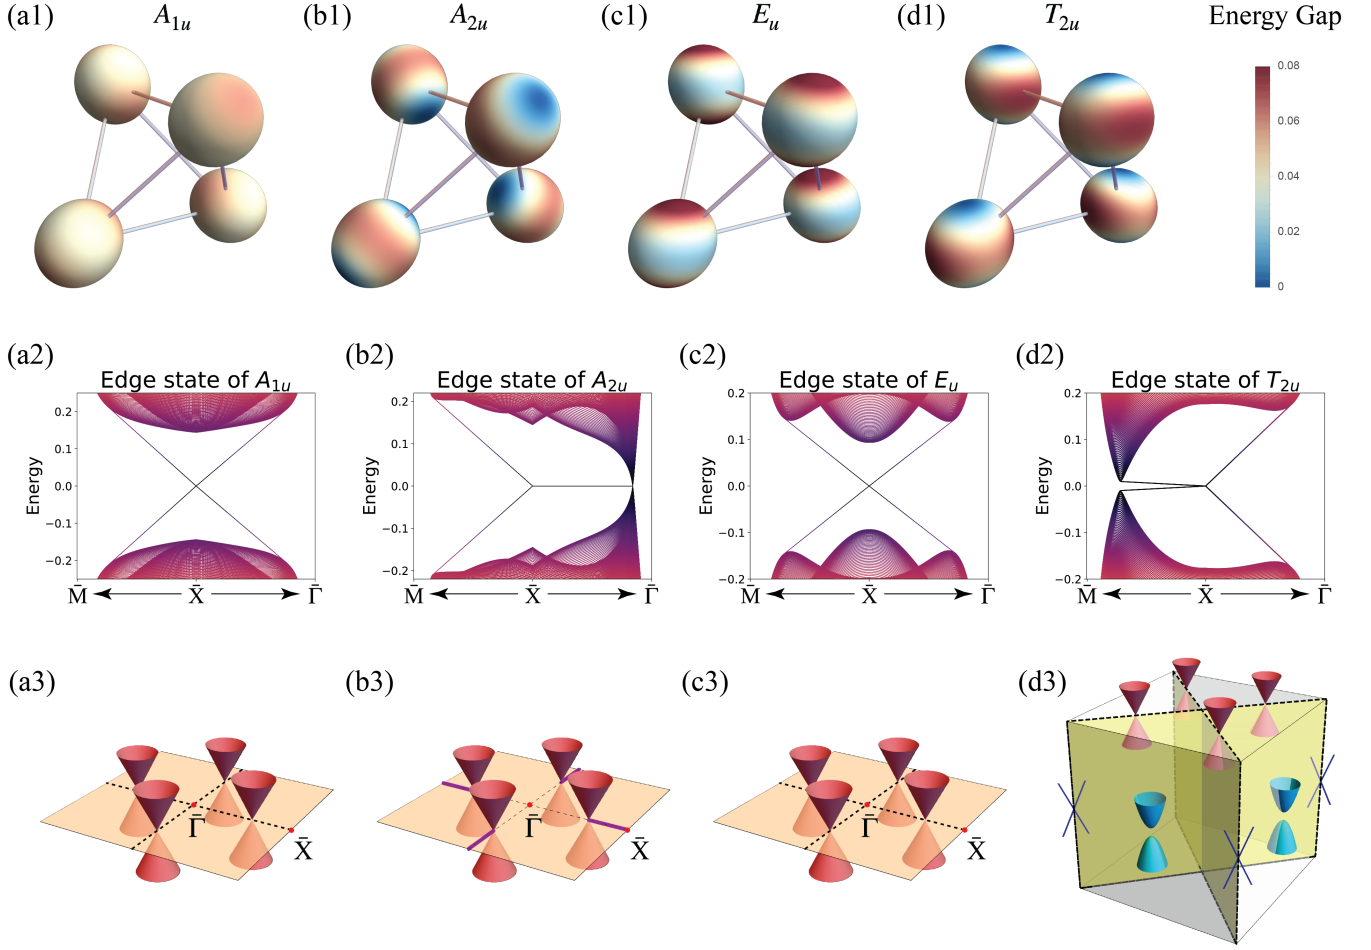 (a1) A1u (b1) A2u (c1) Eu (d1) T2u Energy Gap
0.08
0.06
0.04
0.02
0
(a2) (b2) (c2) (d2)
Edge state of A1u Edge state of A2u Edge state of Eu Edge state of T2u
Energy
0.2
0.1
0.0
−0.1
−0.2
M̄ X̄ Γ̄
Energy
0.2
0.1
0.0
−0.1
−0.2
M̄ X̄ Γ̄
Energy
0.2
0.1
0.0
−0.1
−0.2
M̄ X̄ Γ̄
Energy
0.2
0.1
0.0
−0.1
−0.2
M̄ X̄ Γ̄
(a3) (b3) (c3) (d3)
Γ̄
X̄
Γ̄
X̄
Γ̄
X̄